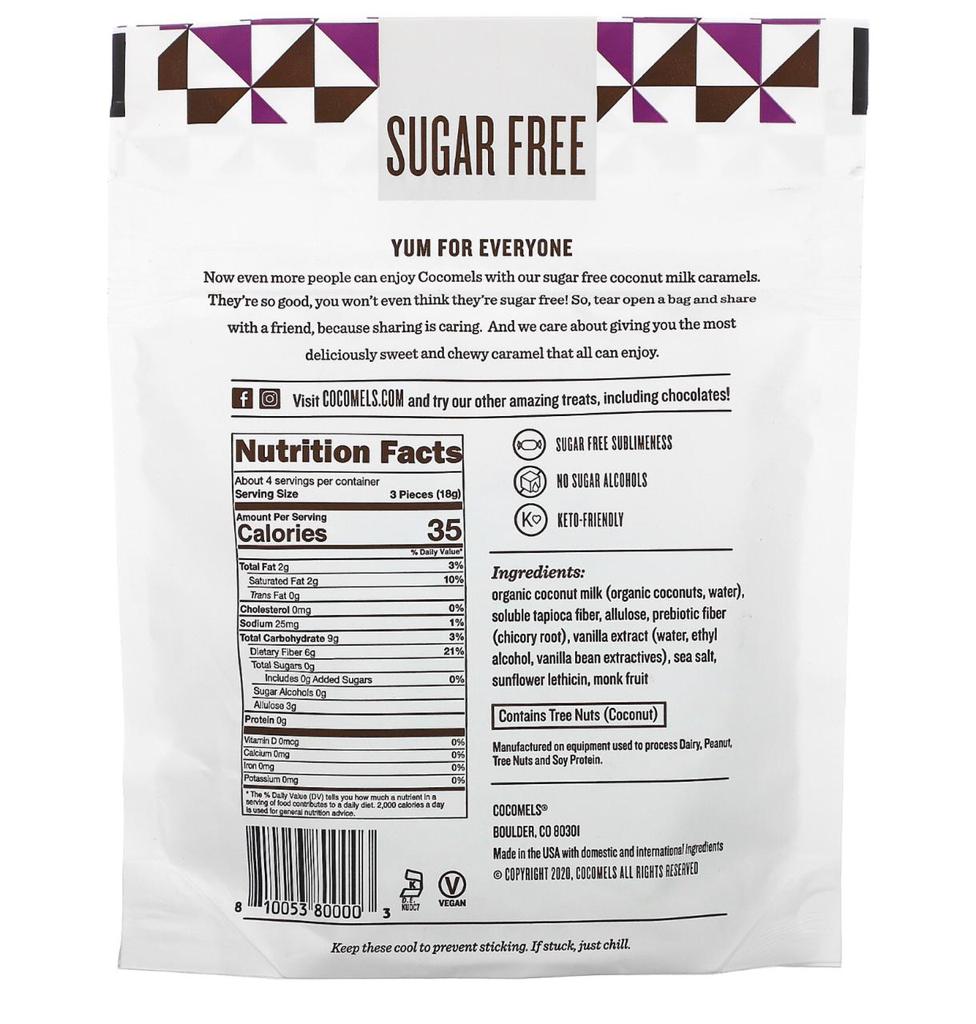 SUGAR FREE
YUM FOR EVERYONE
Now even more people can enjoy Cocomels with our sugar free coconut milk caramels.
They're so good, you won't even think they're sugar free! So, tear open a bag and share
with a friend, because sharing is caring. And we care about giving you the most
deliciously sweet and chewy caramel that all can enjoy.
Visit COCOMELS.COM and try our other amazing treats, including chocolates!
Nutrition Facts
About 4 servings per container
Serving Size 3 Pieces (18g)
Amount Per Serving
Calories 35
% Daily Value*
Total Fat 2g 3%
Saturated Fat 2g 10%
Trans Fat 0g
Cholesterol 0mg 0%
Sodium 25mg 1%
Total Carbohydrate 9g 3%
Dietary Fiber 6g 21%
Total Sugars 0g
Includes 0g Added Sugars 0%
Sugar Alcohols 0g
Allulose 3g
Protein 0g
Vitamin D 0mcg 0%
Calcium 0mg 0%
Iron 0mg 0%
Potassium 0mg 0%
* The % Daily Value (DV) tells you how much a nutrient in a
serving of food contributes to a daily diet. 2,000 calories a day
is used for general nutrition advice.
SUGAR FREE SUBLIMENESS
NO SUGAR ALCOHOLS
K KETO-FRIENDLY
Ingredients:
organic coconut milk (organic coconuts, water),
soluble tapioca fiber, allulose, prebiotic fiber
(chicory root), vanilla extract (water, ethyl
alcohol, vanilla bean extractives), sea salt,
sunflower lethicin, monk fruit
Contains Tree Nuts (Coconut)
Manufactured on equipment used to process Dairy, Peanut,
Tree Nuts and Soy Protein.
COCOMELS®
BOULDER, CO 80301
Made in the USA with domestic and international ingredients
© COPYRIGHT 2020, COCOMELS ALL RIGHTS RESERVED
8 10053 80000 3
K
D.E.
KUDC7
V
VEGAN
Keep these cool to prevent sticking. If stuck, just chill.